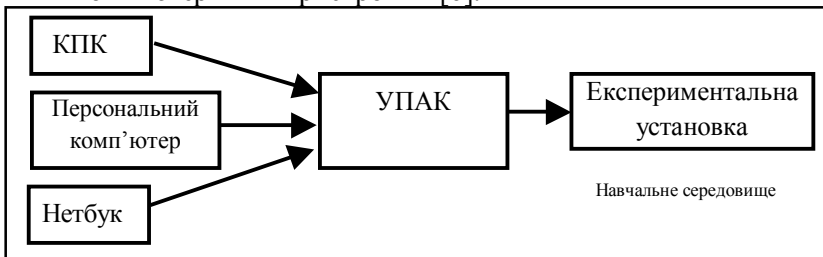 КПК
Персональний
комп’ютер
Нетбук
УПАК
Експериментальна
установка
Навчальне середовище